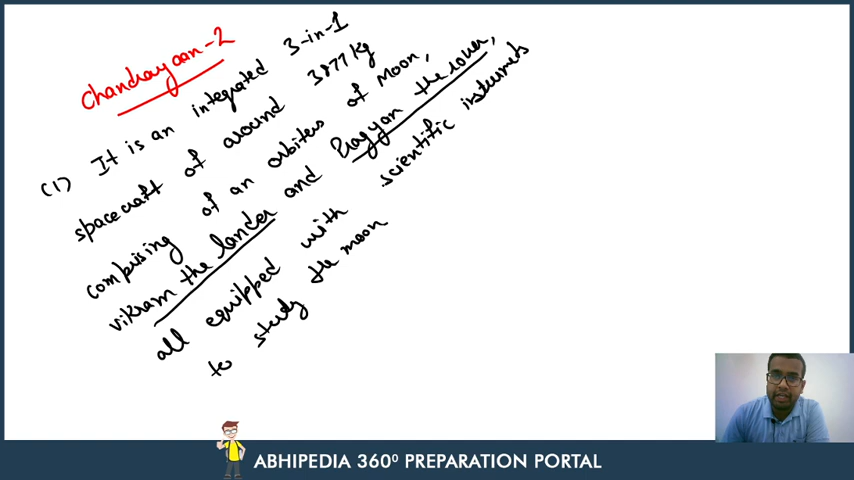 Chandrayaan-2
(1) It is an integrated 3-in-1
spacecraft of around 3877 kg
comprising of an orbiters of Moon,
vikram the lander and Pragyan the rover,
all equipped with scientific instruments
to study the moon
ABHIPEDIA 360⁰ PREPARATION PORTAL